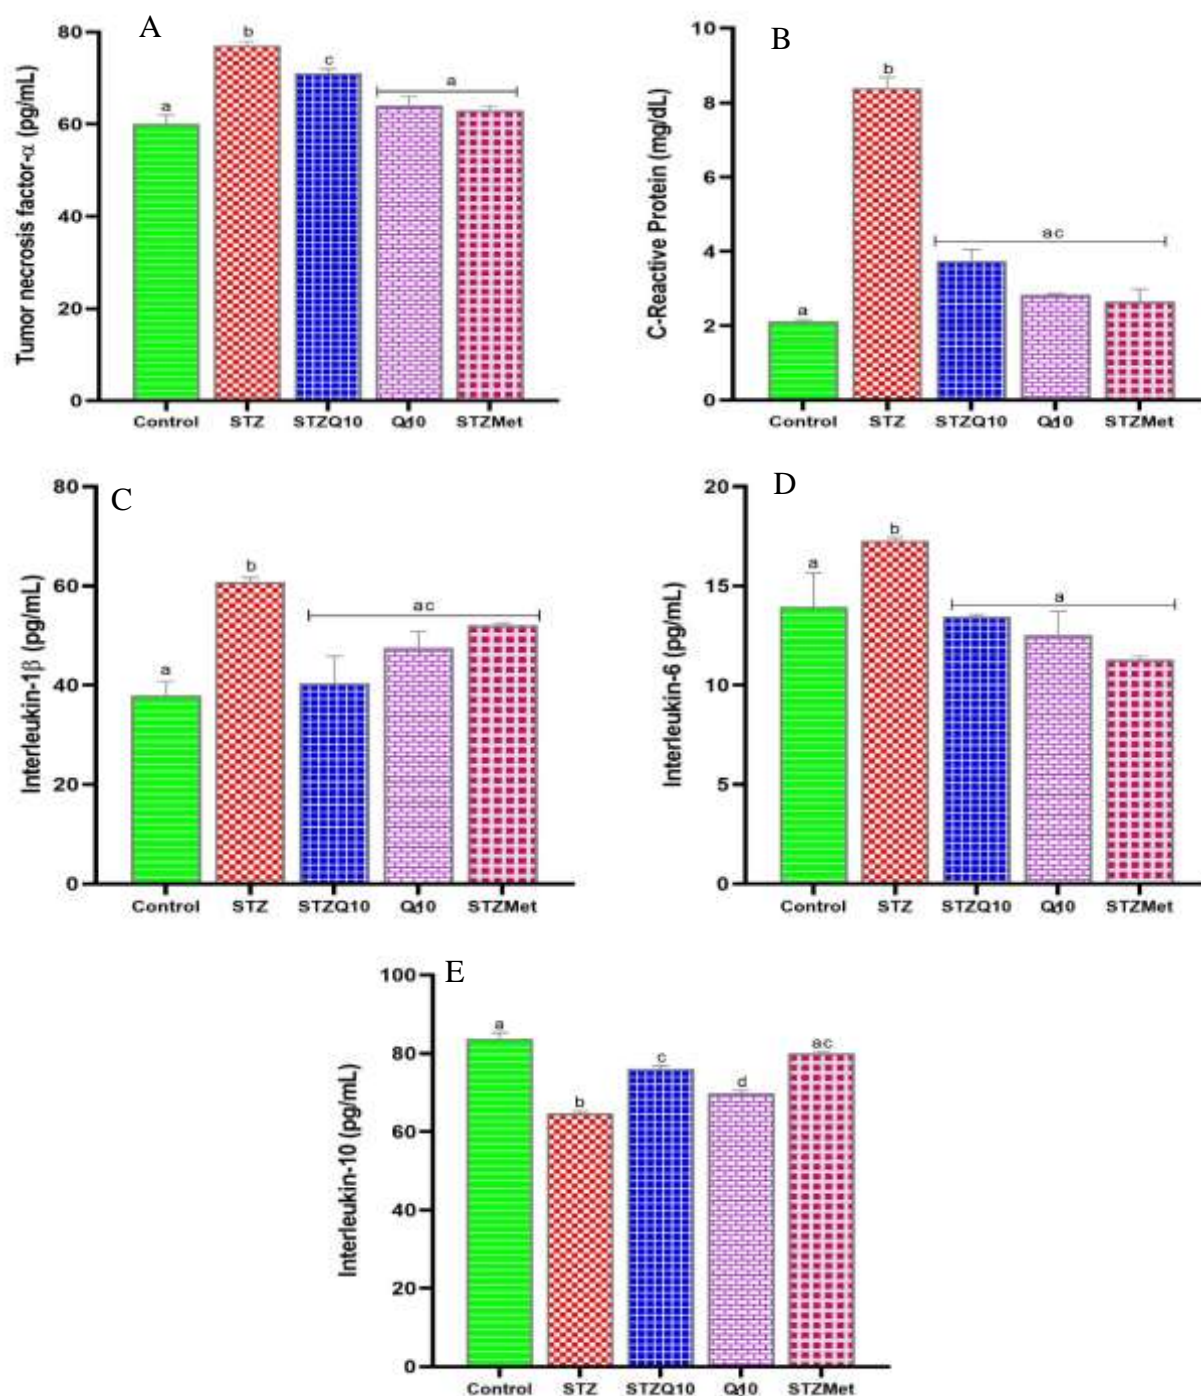 A
Tumor necrosis factor-α (pg/mL)
80
60
40
20
0
a
b
c
a
Control STZ STZQ10 Q10 STZMet
B
C-Reactive Protein (mg/dL)
10
8
6
4
2
0
a
b
ac
Control STZ STZQ10 Q10 STZMet
C
Interleukin-1β (pg/mL)
80
60
40
20
0
a
b
ac
Control STZ STZQ10 Q10 STZMet
D
Interleukin-6 (pg/mL)
20
15
10
5
0
a
b
a
Control STZ STZQ10 Q10 STZMet
E
Interleukin-10 (pg/mL)
100
80
60
40
20
0
a
b
c
d
ac
Control STZ STZQ10 Q10 STZMet